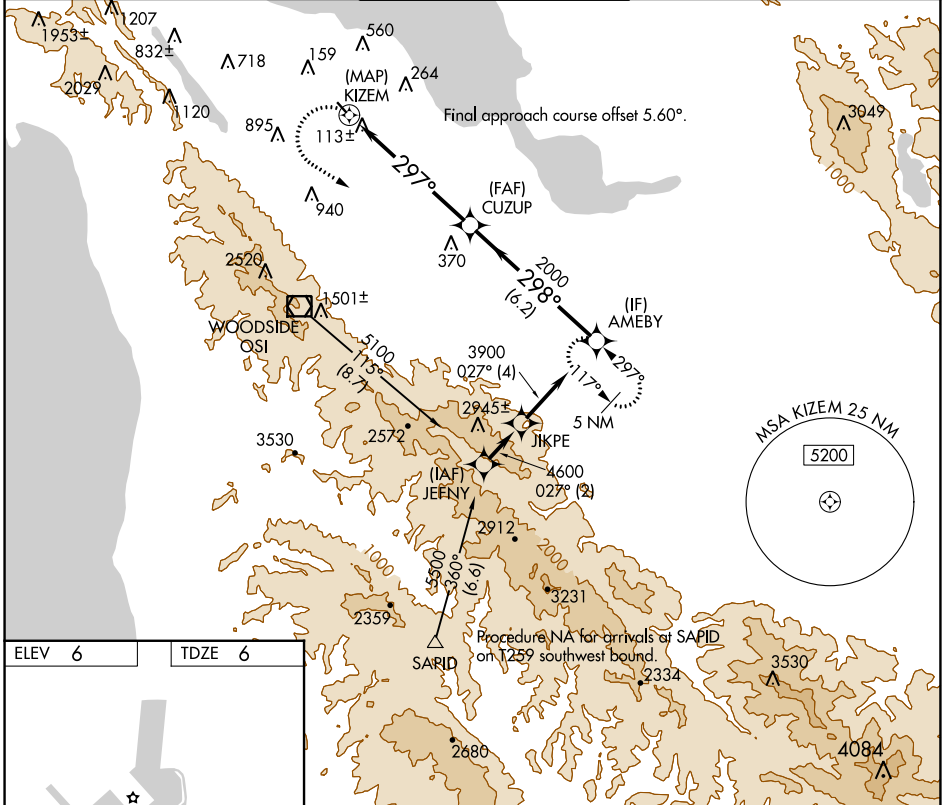 1207
1953±
832±
718
159
560
2029
264
(MAP)
KIZEM
1120
3049
Final approach course offset 5.60°.
895
113±
1000
297°
(FAF)
CUZUP
940
370
2520
2000
298°
(6.2)
1501±
(IF)
AMEBY
WOODSIDE
OSI
5100
115°
(8.7)
3900
027° (4)
117°
297°
5 NM
2945±
JIKPE
2572
3530
(IAF)
JEFNY
4600
027° (2)
MSA KIZEM 25 NM
5200
2912
2000
1000
5500
360°
(6.6)
3231
2359
SAPID
Procedure NA for arrivals at SAPID
on T259 southwest bound.
ELEV 6
TDZE 6
3530
2334
2680
4084